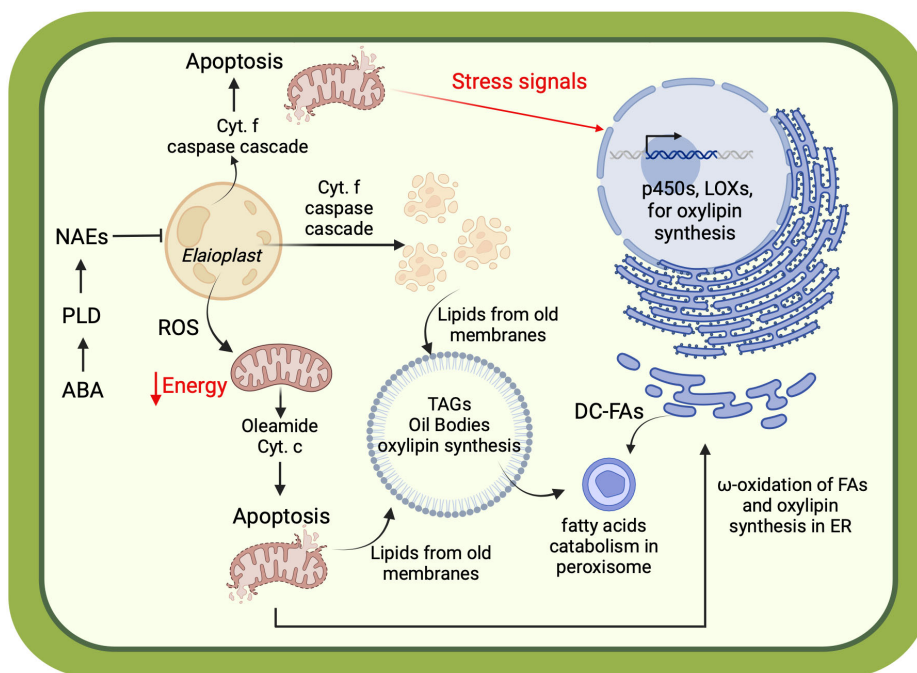 Apoptosis
Stress signals
Cyt. f
caspase cascade
p450s, LOXs,
for oxylipin
synthesis
Cyt. f
caspase
cascade
NAEs
Elaioplast
PLD
ROS
Lipids from old
membranes
ABA
Energy
TAGs
Oil Bodies
oxylipin synthesis
DC-FAs
Oleamide
Cyt. c
ω-oxidation of FAs
and oxylipin
synthesis in ER
Apoptosis
Lipids from old
membranes
fatty acids
catabolism in
peroxisome